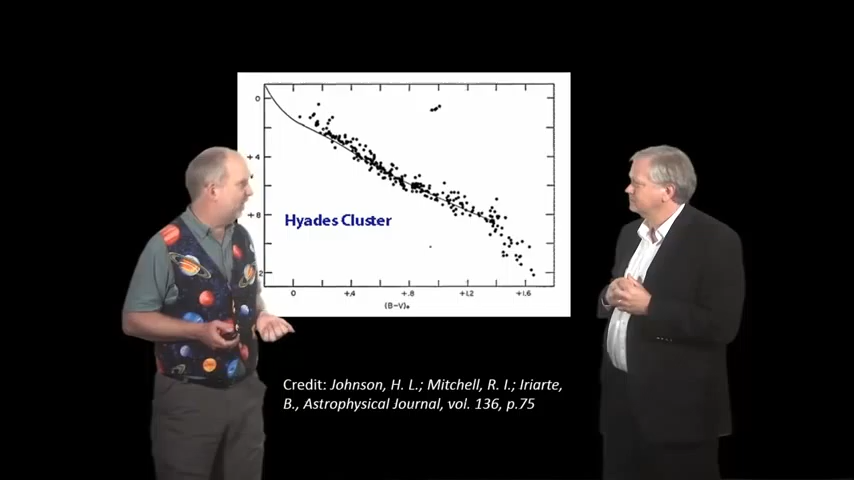 0
+4
+8
2
Hyades Cluster
0
+.4
+.8
+1.2
+1.6
(B-V)₀
Credit: Johnson, H. L.; Mitchell, R. I.; Iriarte,
B., Astrophysical Journal, vol. 136, p.75